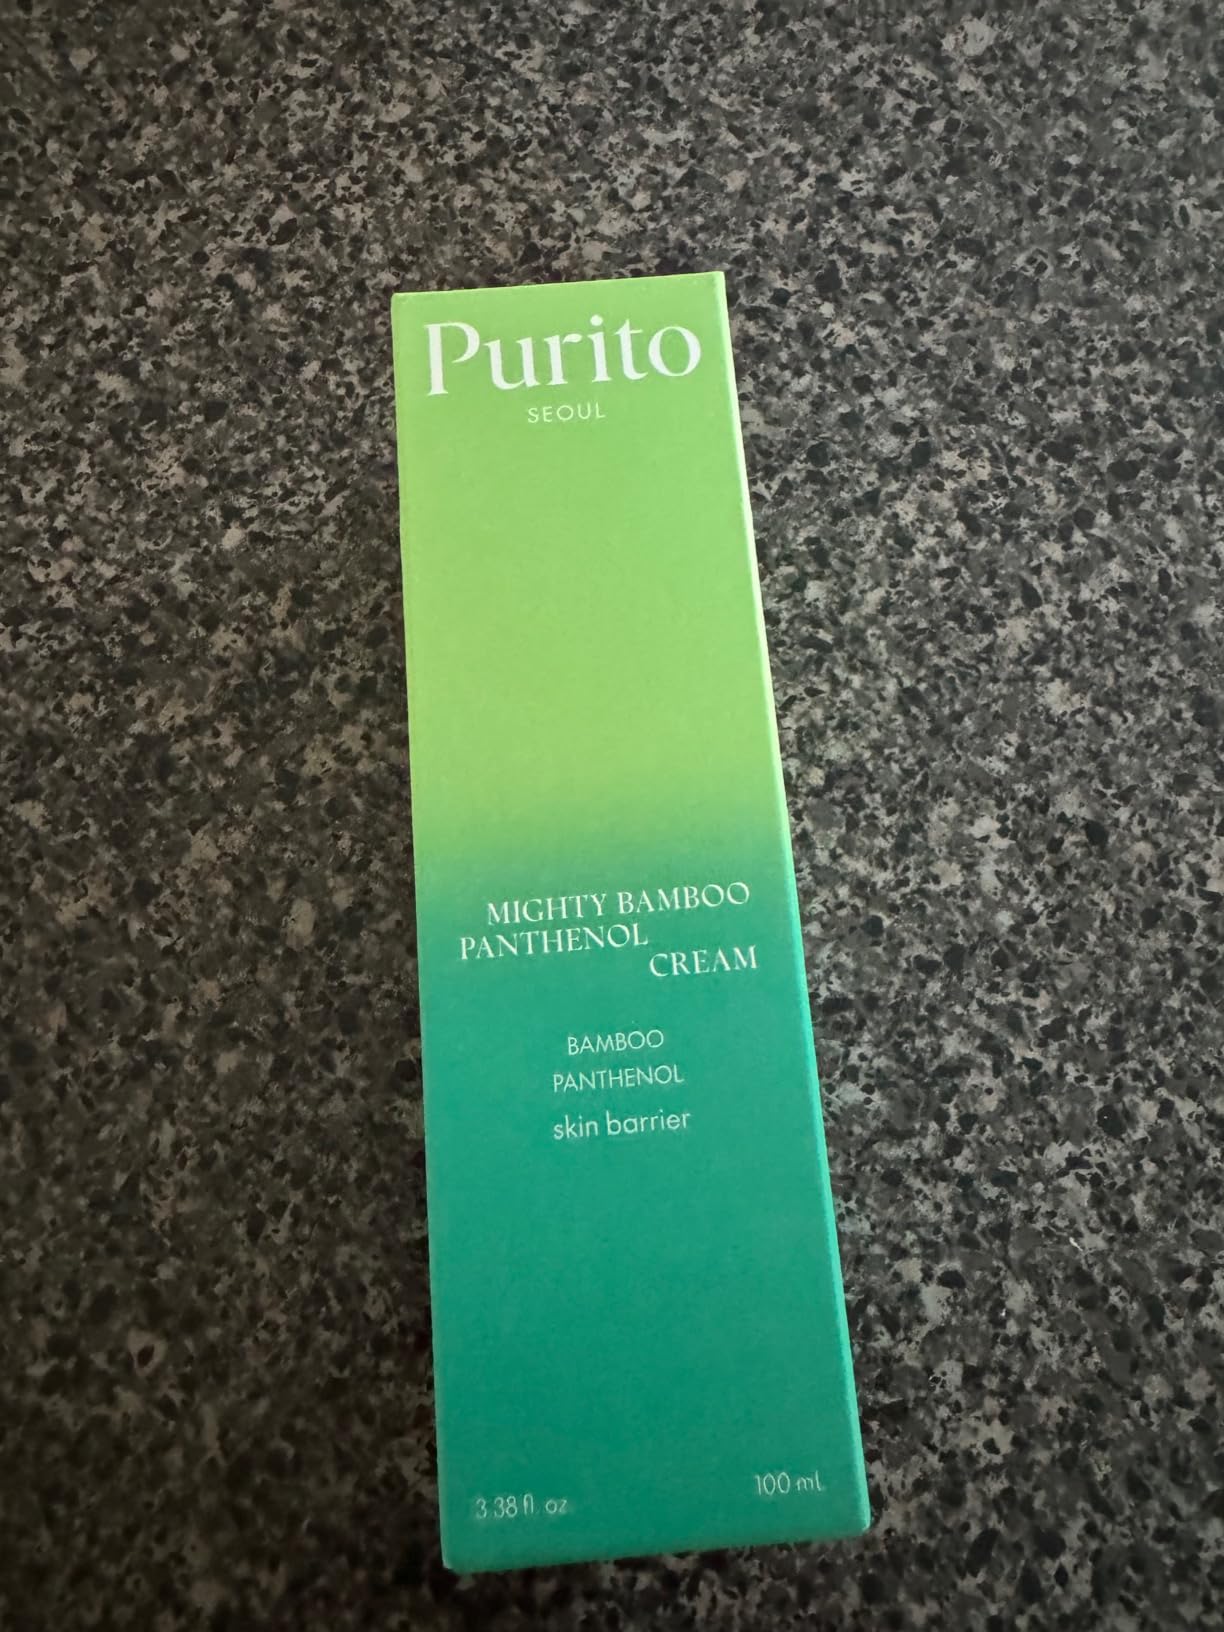 Purito
SEOUL
MIGHTY BAMBOO
PANTHENOL
CREAM
BAMBOO
PANTHENOL
skin barrier
3.38 fl. oz
100 ml